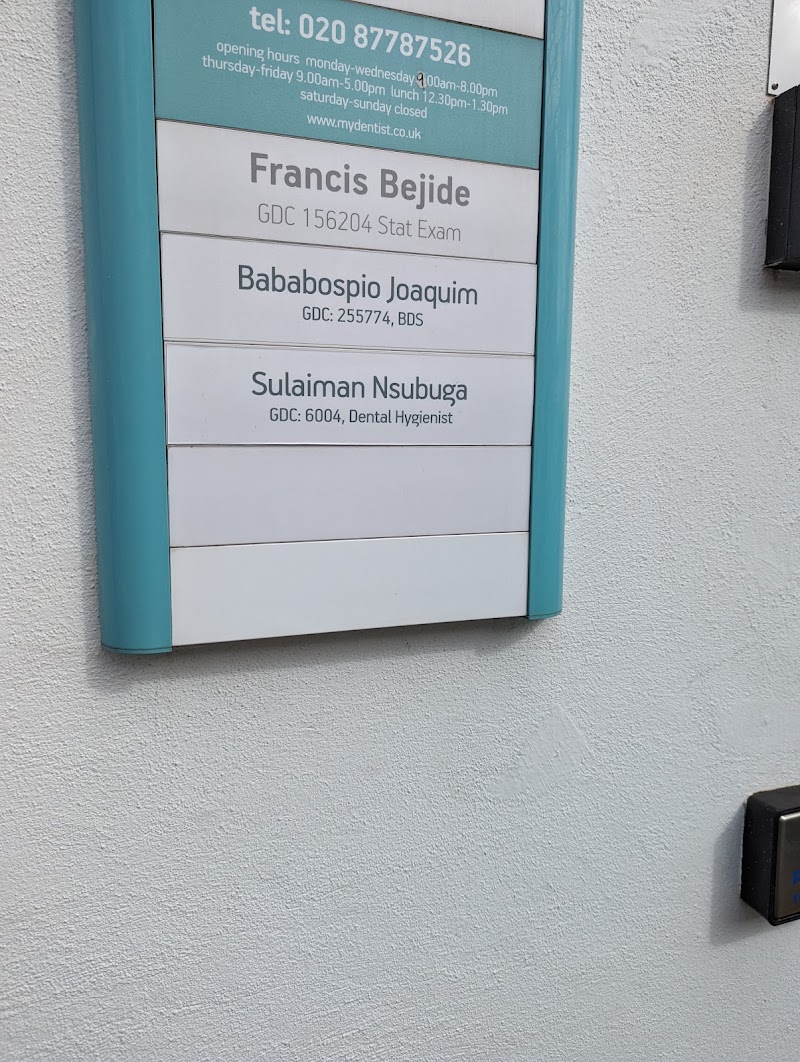 tel: 020 87787526
opening hours monday-wednesday 9.00am-8.00pm
thursday-friday 9.00am-5.00pm lunch 12.30pm-1.30pm
saturday-sunday closed
www.mydentist.co.uk
Francis Bejide
GDC 156204 Stat Exam
Bababospio Joaquim
GDC: 255774, BDS
Sulaiman Nsubuga
GDC: 6004, Dental Hygienist